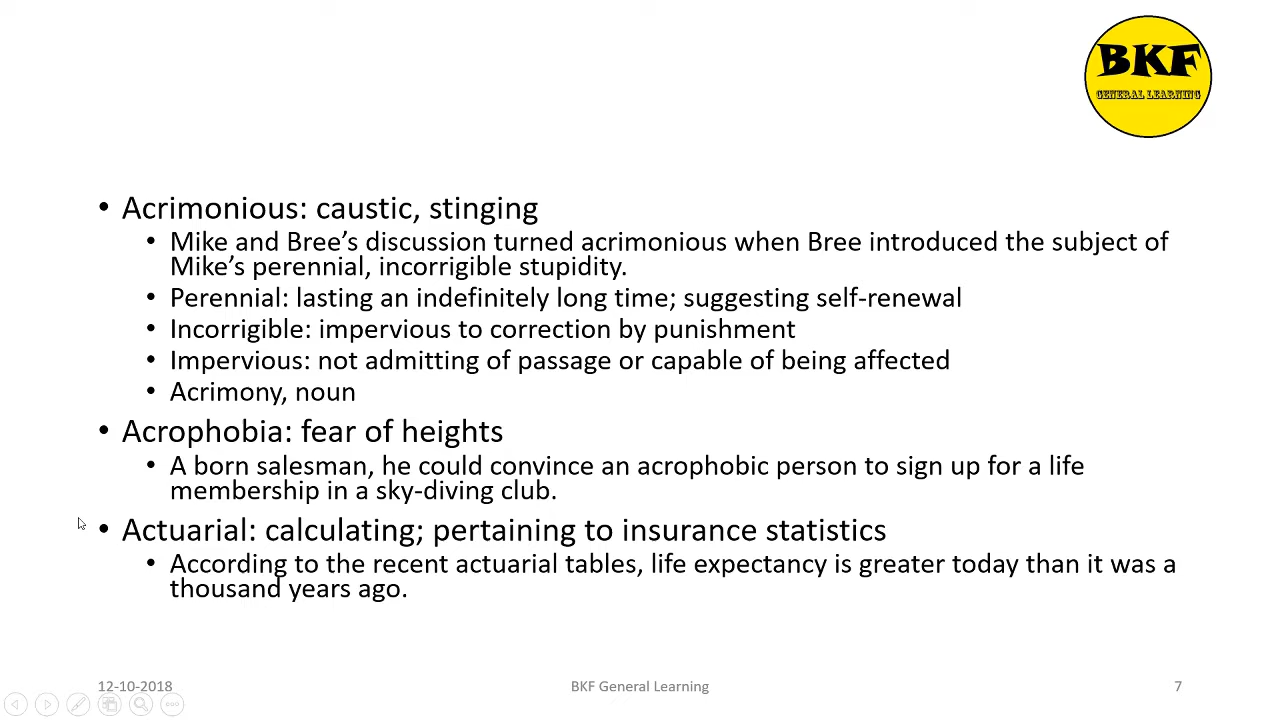 BKF
GENERAL LEARNING
• Acrimonious: caustic, stinging
• Mike and Bree’s discussion turned acrimonious when Bree introduced the subject of
Mike’s perennial, incorrigible stupidity.
• Perennial: lasting an indefinitely long time; suggesting self-renewal
• Incorrigible: impervious to correction by punishment
• Impervious: not admitting of passage or capable of being affected
• Acrimony, noun
• Acrophobia: fear of heights
• A born salesman, he could convince an acrophobic person to sign up for a life
membership in a sky-diving club.
• Actuarial: calculating; pertaining to insurance statistics
• According to the recent actuarial tables, life expectancy is greater today than it was a
thousand years ago.
12-10-2018
BKF General Learning
7